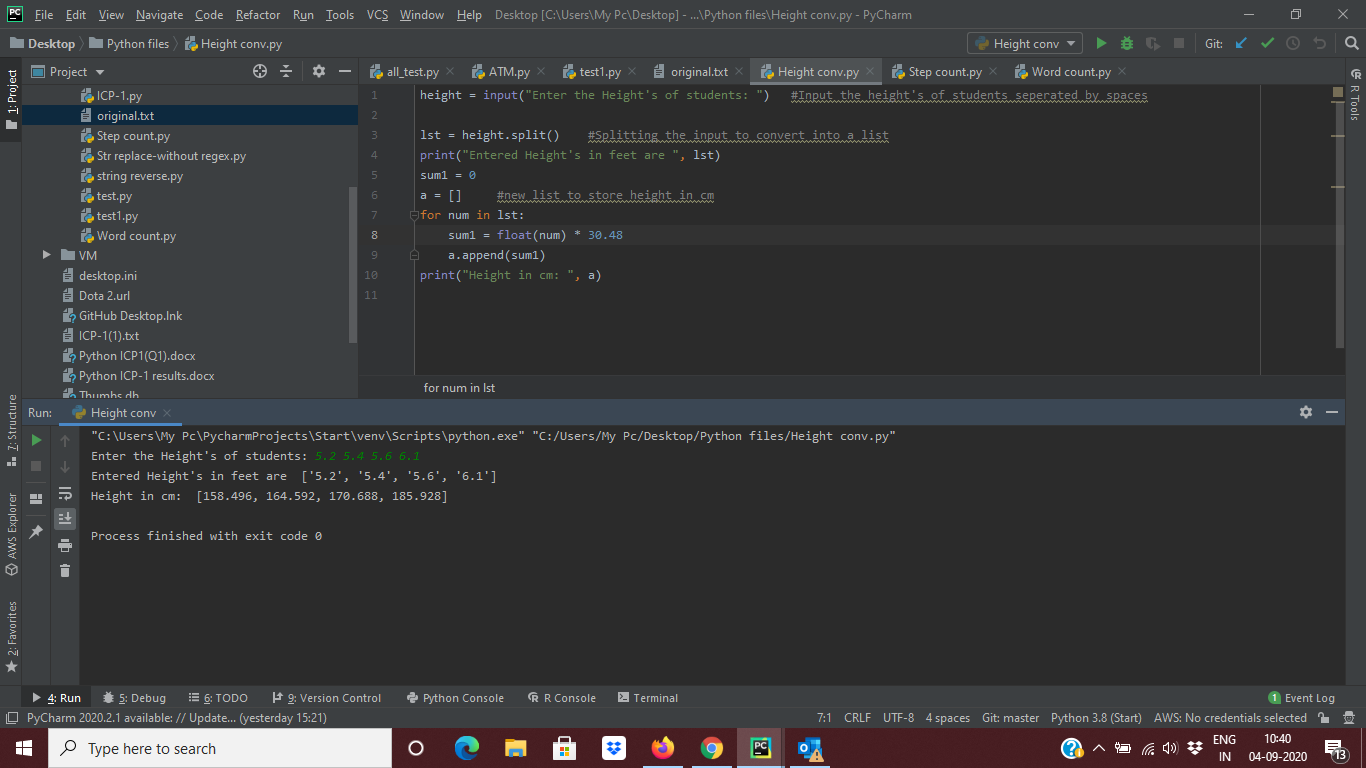 PC File Edit View Navigate Code Refactor Run Tools VCS Window Help Desktop [C:\Users\My Pc\Desktop] - ...\Python files\Height conv.py - PyCharm
Desktop Python files Height conv.py Height conv Git:
Project all_test.py ATM.py test1.py original.txt Height conv.py Step count.py Word count.py
1: Project
R Tools
ICP-1.py
original.txt
Step count.py
Str replace-without regex.py
string reverse.py
test.py
test1.py
Word count.py
VM
desktop.ini
Dota 2.url
GitHub Desktop.lnk
ICP-1(1).txt
Python ICP1(Q1).docx
Python ICP-1 results.docx
Thumbs.db
1 height = input("Enter the Height's of students: ") #Input the height's of students seperated by spaces
2
3 lst = height.split() #Splitting the input to convert into a list
4 print("Entered Height's in feet are ", lst)
5 sum1 = 0
6 a = [] #new list to store height in cm
7 for num in lst:
8 sum1 = float(num) * 30.48
9 a.append(sum1)
10 print("Height in cm: ", a)
11
for num in lst
Run: Height conv
7: Structure
AWS Explorer
2: Favorites
"C:\Users\My Pc\PycharmProjects\Start\venv\Scripts\python.exe" "C:/Users/My Pc/Desktop/Python files/Height conv.py"
Enter the Height's of students: 5.2 5.4 5.6 6.1
Entered Height's in feet are ['5.2', '5.4', '5.6', '6.1']
Height in cm: [158.496, 164.592, 170.688, 185.928]
Process finished with exit code 0
4: Run 5: Debug 6: TODO 9: Version Control Python Console R Console Terminal 1 Event Log
PyCharm 2020.2.1 available: // Update... (yesterday 15:21) 7:1 CRLF UTF-8 4 spaces Git: master Python 3.8 (Start) AWS: No credentials selected
Type here to search PC ENG 10:40
IN 04-09-2020 13